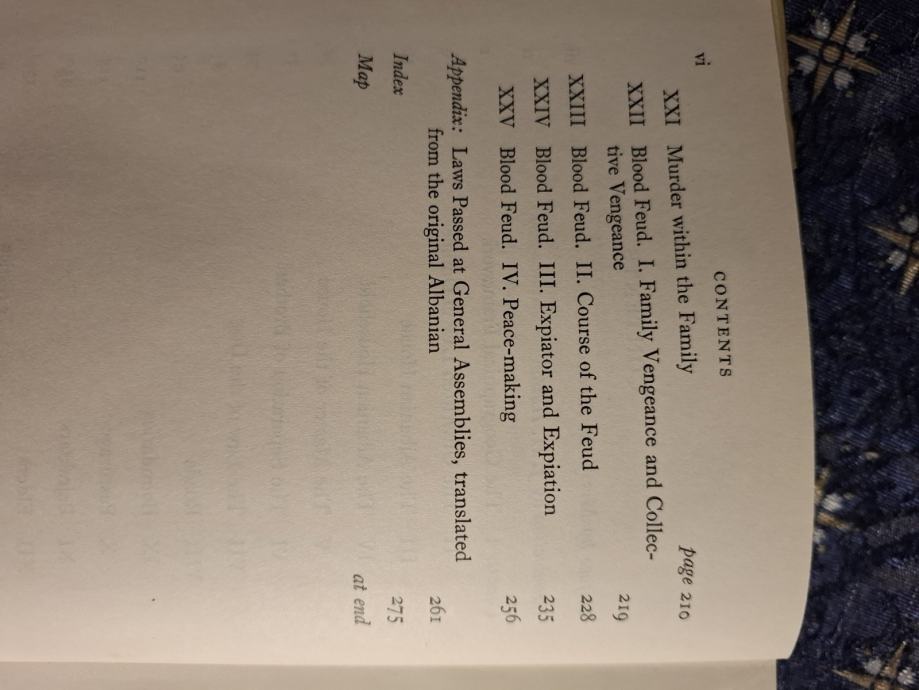 vi
CONTENTS
XXI Murder within the Family page 210
XXII Blood Feud. I. Family Vengeance and Collec-
tive Vengeance 219
XXIII Blood Feud. II. Course of the Feud 228
XXIV Blood Feud. III. Expiator and Expiation 235
XXV Blood Feud. IV. Peace-making 256
Appendix: Laws Passed at General Assemblies, translated
from the original Albanian 261
Index 275
Map at end